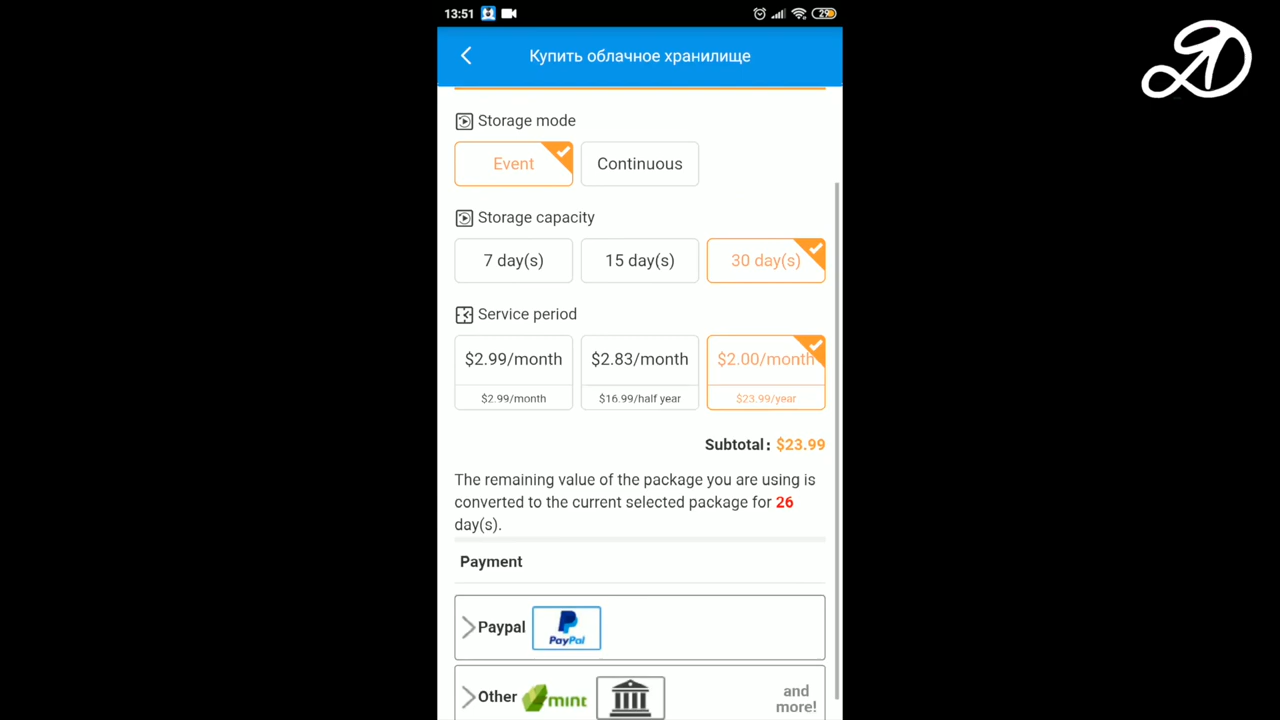 13:51
29
Купить облачное хранилище
Storage mode
Event
Continuous
Storage capacity
7 day(s)
15 day(s)
30 day(s)
Service period
$2.99/month
$2.83/month
$2.00/month
$2.99/month
$16.99/half year
$23.99/year
Subtotal: $23.99
The remaining value of the package you are using is
converted to the current selected package for 26
day(s).
Payment
Paypal
PayPal
Other
mint
and
more!